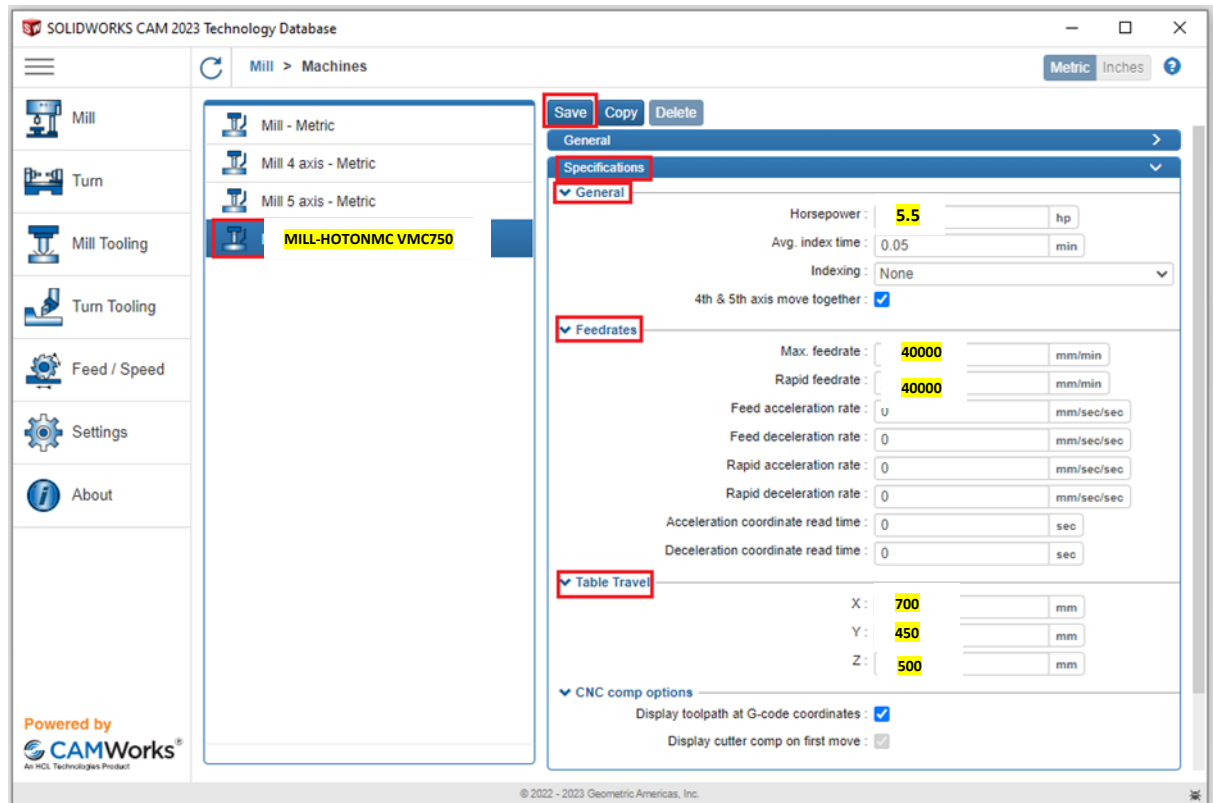 SOLIDWORKS CAM 2023 Technology Database
Mill > Machines
Metric Inches
Mill
Turn
Mill Tooling
Turn Tooling
Feed / Speed
Settings
About
Powered by
CAMWorks®
An HCL Technologies Product
Mill - Metric
Mill 4 axis - Metric
Mill 5 axis - Metric
MILL-HOTONMC VMC750
Save Copy Delete
General
Specifications
General
Horsepower : 5.5 hp
Avg. index time : 0.05 min
Indexing : None
4th & 5th axis move together :
Feedrates
Max. feedrate : 40000 mm/min
Rapid feedrate : 40000 mm/min
Feed acceleration rate : 0 mm/sec/sec
Feed deceleration rate : 0 mm/sec/sec
Rapid acceleration rate : 0 mm/sec/sec
Rapid deceleration rate : 0 mm/sec/sec
Acceleration coordinate read time : 0 sec
Deceleration coordinate read time : 0 sec
Table Travel
X : 700 mm
Y : 450 mm
Z : 500 mm
CNC comp options
Display toolpath at G-code coordinates :
Display cutter comp on first move :
© 2022 - 2023 Geometric Americas, Inc.